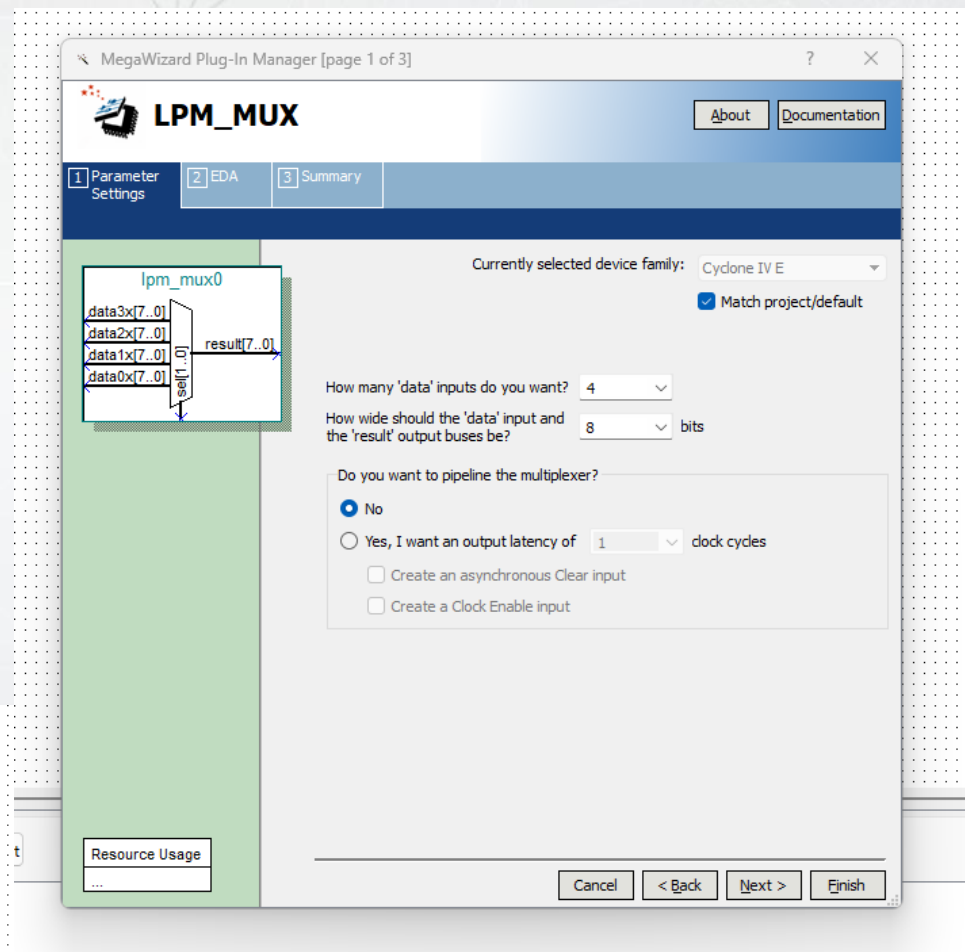 MegaWizard Plug-In Manager [page 1 of 3]
?
LPM_MUX
About
Documentation
1 Parameter Settings
2 EDA
3 Summary
lpm_mux0
data3x[7..0]
data2x[7..0]
data1x[7..0]
data0x[7..0]
sel[1..0]
result[7..0]
Currently selected device family:
Cyclone IV E
Match project/default
How many 'data' inputs do you want? 4
How wide should the 'data' input and
the 'result' output buses be?
8 bits
Do you want to pipeline the multiplexer?
No
Yes, I want an output latency of 1 clock cycles
Create an asynchronous Clear input
Create a Clock Enable input
t
Resource Usage
...
Cancel
< Back
Next >
Finish